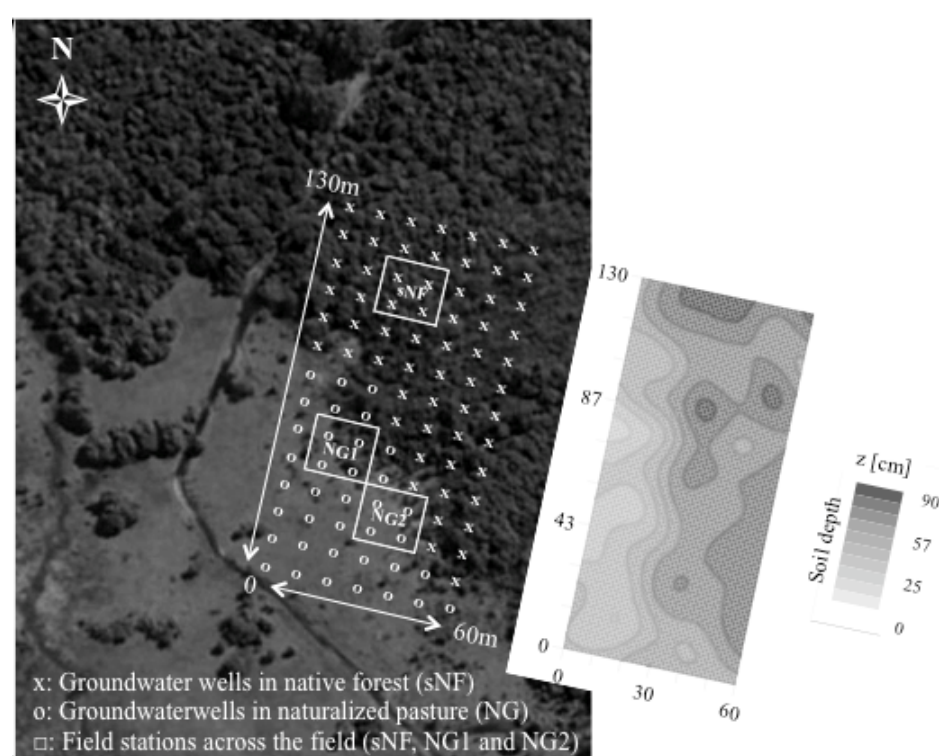 N
130m
sNF
NG1
NG2
0
60m
x: Groundwater wells in native forest (sNF)
o: Groundwaterwells in naturalized pasture (NG)
□: Field stations across the field (sNF, NG1 and NG2)
130
87
43
0
0
30
60
z [cm]
Soil depth
90
57
25
0